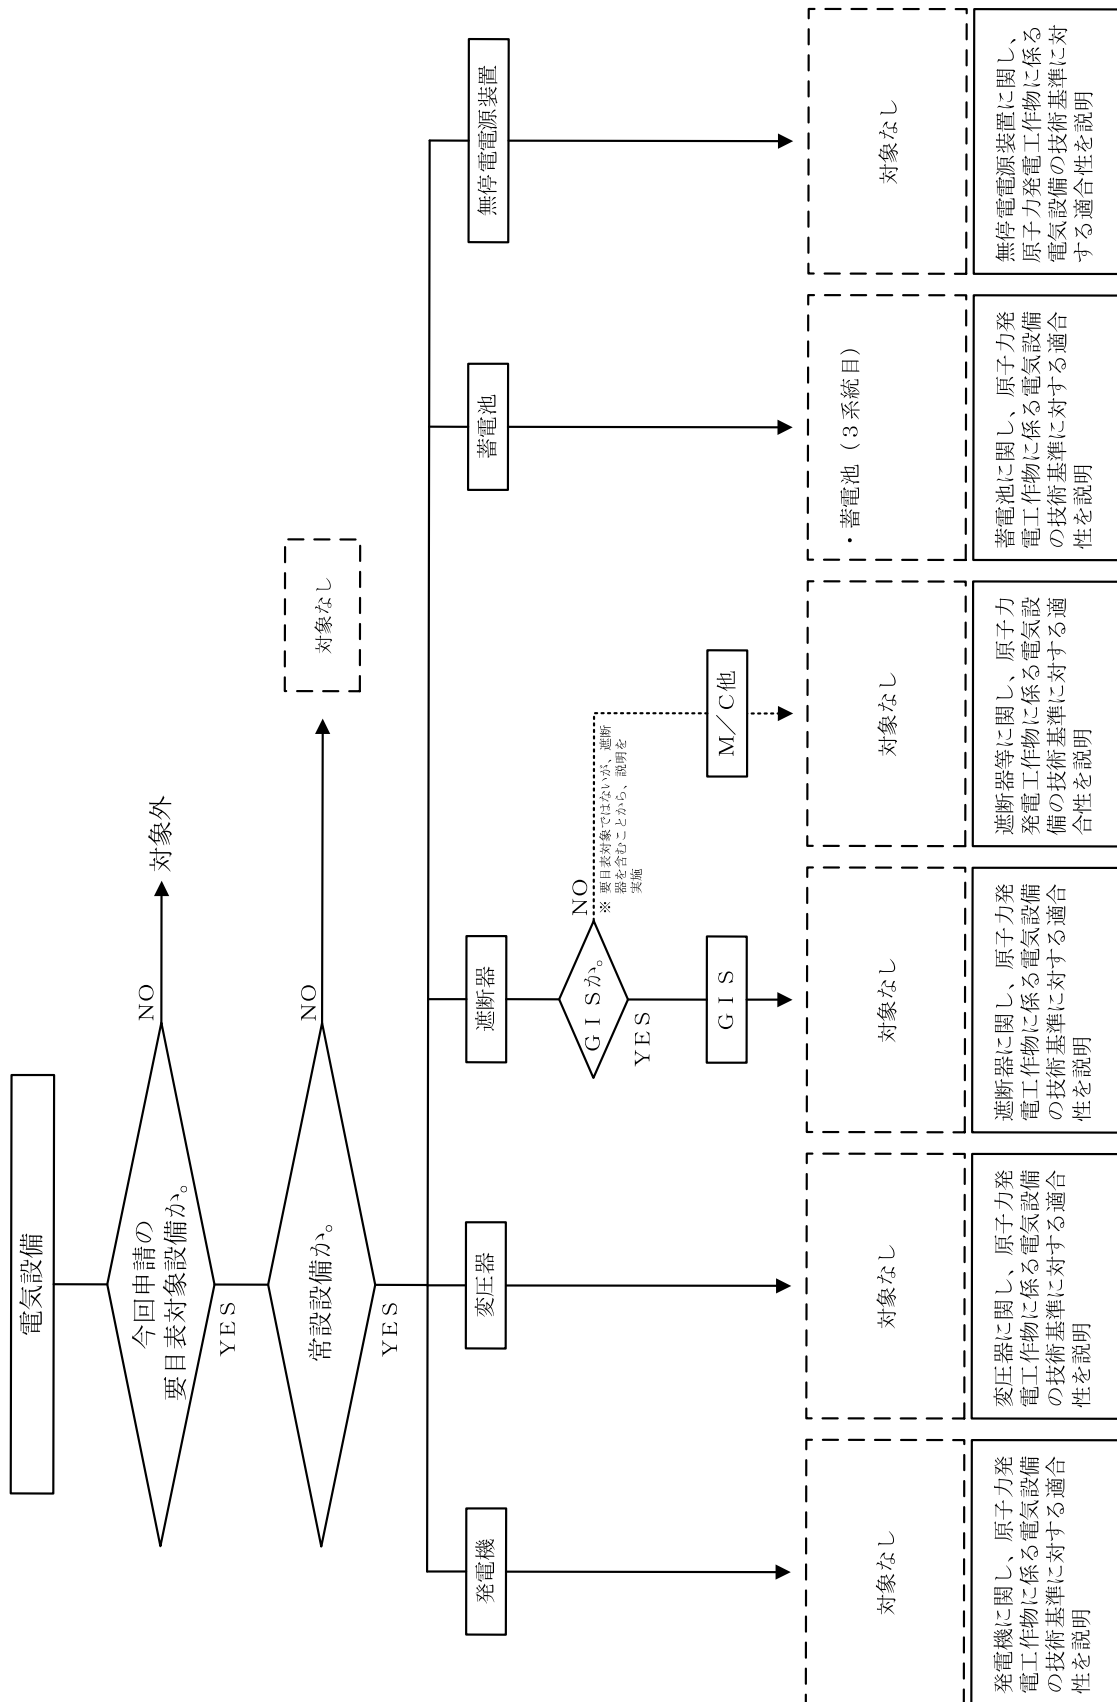 電気設備
今回申請の
要目表対象設備か。
NO
対象外
YES
常設設備か。
NO
対象なし
YES
発電機
変圧器
遮断器
蓄電池
無停電電源装置
ＧＩＳか。
NO
※ 要目表対象ではないが、遮断
器を含むことから、説明を
実施
YES
ＧＩＳ
Ｍ／Ｃ他
対象なし
対象なし
対象なし
対象なし
・蓄電池（３系統目）
対象なし
発電機に関し、原子力発
電工作物に係る電気設備
の技術基準に対する適合
性を説明
変圧器に関し、原子力発
電工作物に係る電気設備
の技術基準に対する適合
性を説明
遮断器に関し、原子力発
電工作物に係る電気設備
の技術基準に対する適合
性を説明
遮断器等に関し、原子力
発電工作物に係る電気設
備の技術基準に対する適
合性を説明
蓄電池に関し、原子力発
電工作物に係る電気設備
の技術基準に対する適合
性を説明
無停電電源装置に関し、
原子力発電工作物に係る
電気設備の技術基準に対
する適合性を説明